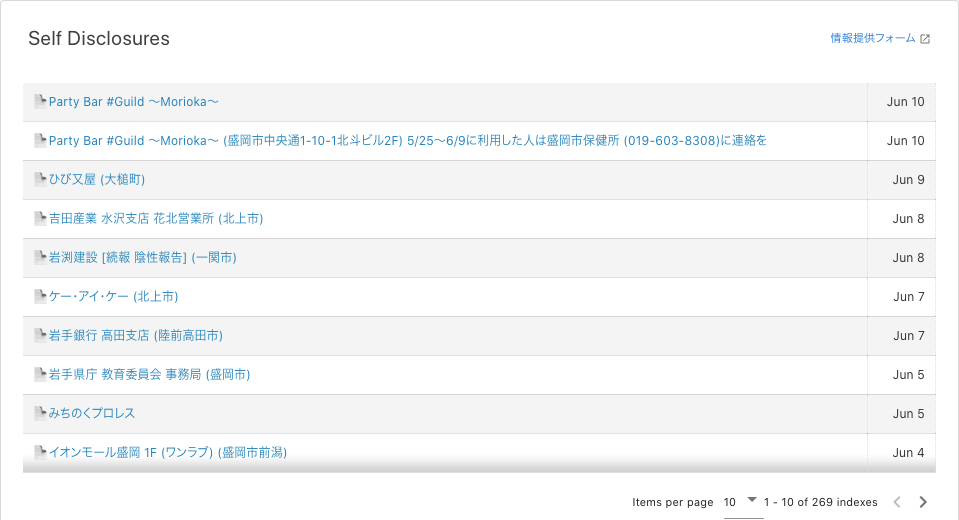 Self Disclosures
情報提供フォーム
Party Bar #Guild 〜Morioka〜
Jun 10
Party Bar #Guild 〜Morioka〜 (盛岡市中央通1-10-1北斗ビル2F) 5/25〜6/9に利用した人は盛岡市保健所 (019-603-8308)に連絡を
Jun 10
ひび又屋 (大槌町)
Jun 9
吉田産業 水沢支店 花北営業所 (北上市)
Jun 8
岩渕建設 [続報 陰性報告] (一関市)
Jun 8
ケー・アイ・ケー (北上市)
Jun 7
岩手銀行 高田支店 (陸前高田市)
Jun 7
岩手県庁 教育委員会 事務局 (盛岡市)
Jun 5
みちのくプロレス
Jun 5
イオンモール盛岡 1F (ワンラブ) (盛岡市前潟)
Jun 4
Items per page 10 1 - 10 of 269 indexes